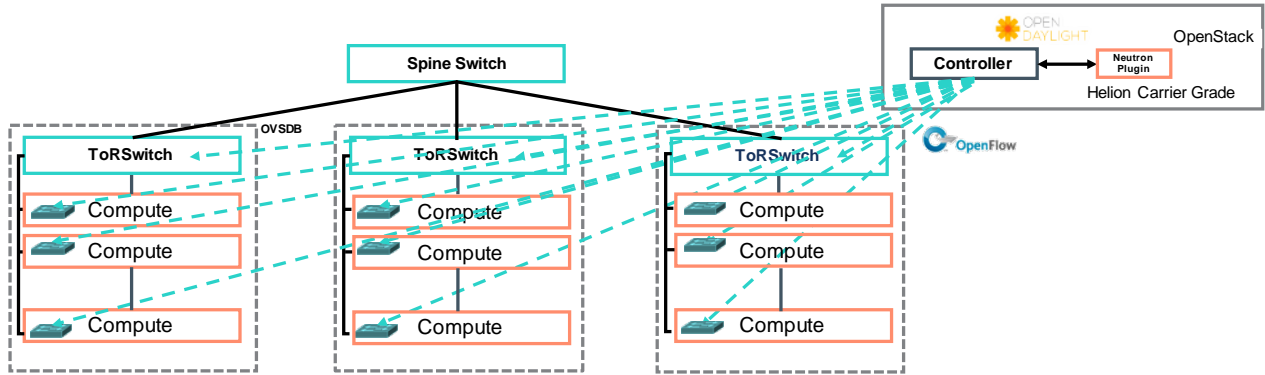 OPEN
DAYLIGHT
OpenStack
Spine Switch
Controller
Neutron
Plugin
Helion Carrier Grade
OVSDB
OpenFlow
ToRSwitch
ToRSwitch
ToRSwitch
Compute
Compute
Compute
Compute
Compute
Compute
Compute
Compute
Compute